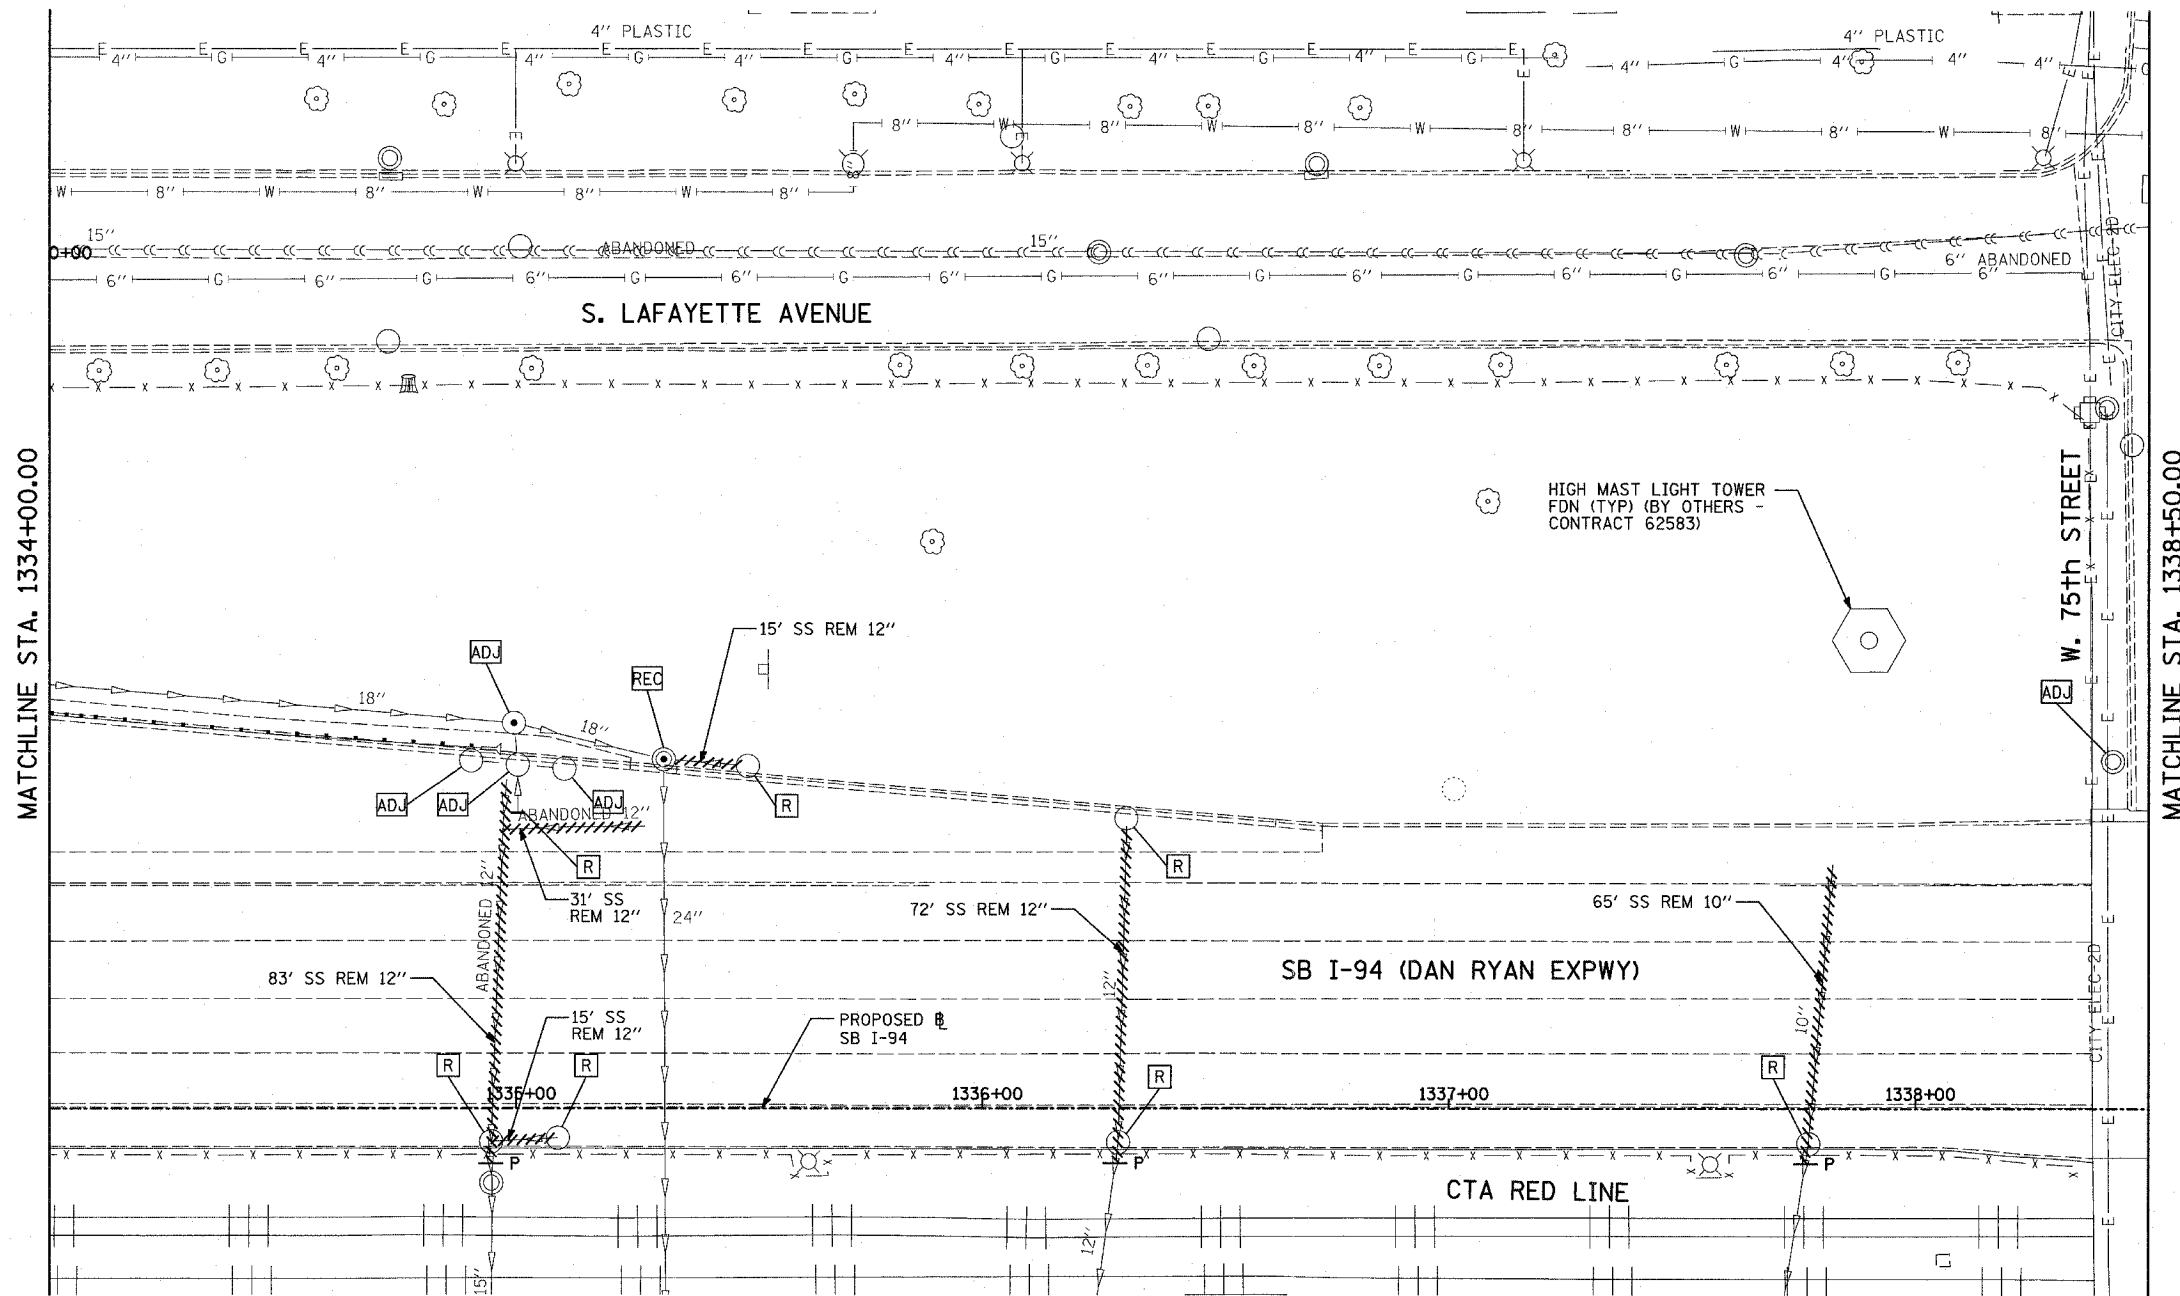 4'' PLASTIC
4'' PLASTIC
E E E E E E E E E E E E E E E
4'' G 4'' G 4'' G 4'' G 4'' G 4'' G 4'' G 4'' G 4'' 4'' G
8'' W 8'' W 8'' W 8'' 8'' W 8'' W 8''
W 8'' W 8'' W 8'' W 8''
15''
0+00
ABANDONED
15''
6'' G 6'' G 6'' G 6'' G 6'' G 6'' G 6'' G 6'' G 6'' G 6''
6'' ABANDONED
CITY ELEC-2D
S. LAFAYETTE AVENUE
MATCHLINE STA. 1334+00.00
MATCHLINE STA. 1338+50.00
W. 75th STREET
HIGH MAST LIGHT TOWER
FDN (TYP) (BY OTHERS -
CONTRACT 62583)
15' SS REM 12''
ADJ
REC
ADJ
18''
18''
ADJ
ADJ
ADJ
R
ABANDONED 12''
R
R
31' SS
REM 12''
ABANDONED 12''
24''
72' SS REM 12''
65' SS REM 10''
SB I-94 (DAN RYAN EXPWY)
83' SS REM 12''
12''
10''
CITY ELEC-2D
15' SS
REM 12''
PROPOSED BL
SB I-94
R
R
R
R
1335+00
1336+00
1337+00
1338+00
P
P
P
CTA RED LINE
15''
12''